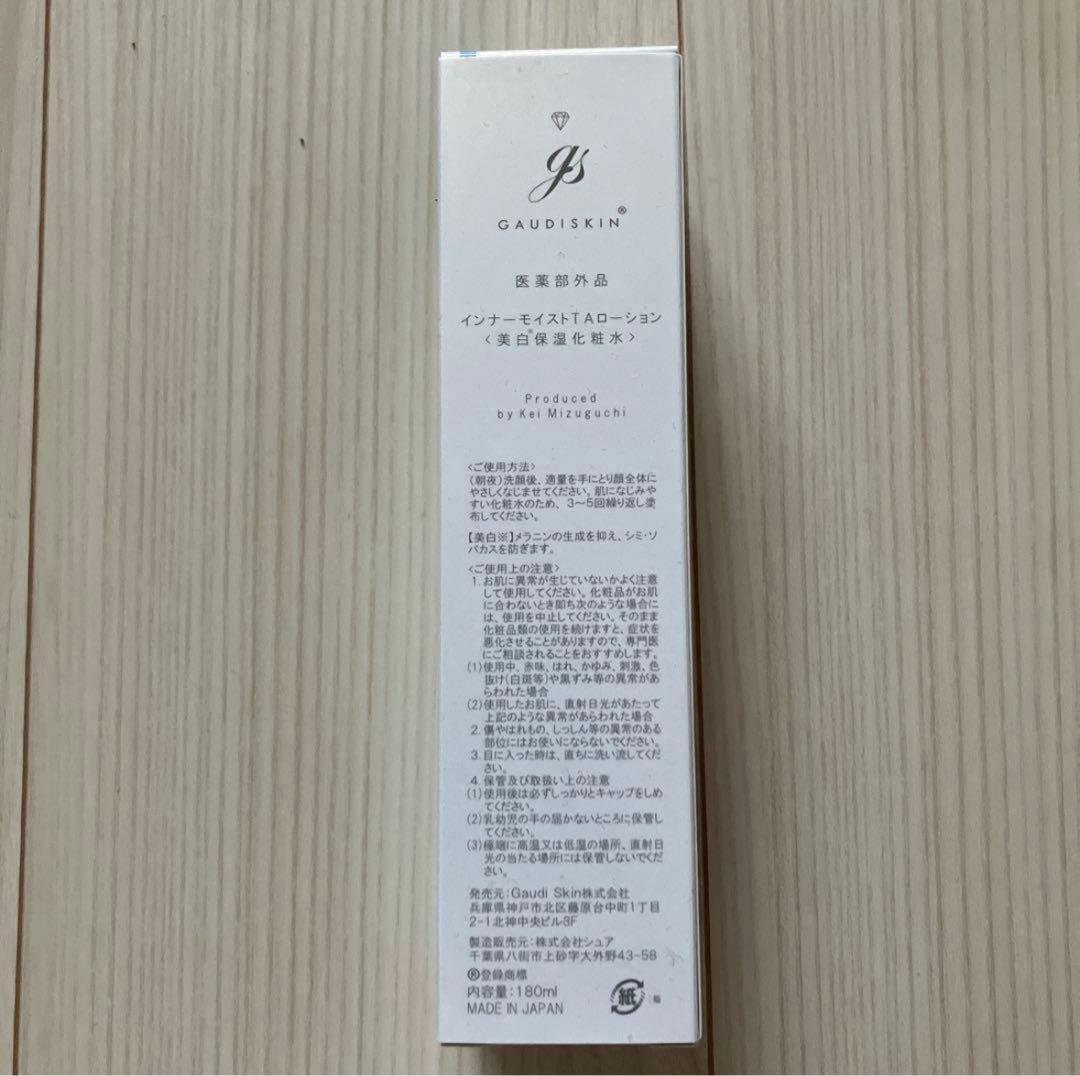 gs
GAUDISKIN®
医薬部外品
インナーモイストTAローション
〈美白※保湿化粧水〉
Produced
by Kei Mizuguchi
<ご使用方法>
(朝夜)洗顔後、適量を手にとり顔全体に
やさしくなじませてください。肌になじみや
すい化粧水のため、3〜5回繰り返し塗
布してください。
【美白※】メラニンの生成を抑え、シミ・ソ
バカスを防ぎます。
<ご使用上の注意>
1. お肌に異常が生じていないかよく注意
して使用してください。化粧品がお肌
に合わないとき即ち次のような場合に
は、使用を中止してください。そのまま
化粧品類の使用を続けますと、症状を
悪化させることがありますので、専門医
にご相談されることをおすすめします。
(1)使用中、赤味、はれ、かゆみ、刺激、色
抜け(白斑等)や黒ずみ等の異常があ
らわれた場合
(2)使用したお肌に、直射日光があたって
上記のような異常があらわれた場合
2. 傷やはれもの、しっしん等の異常のある
部位にはお使いにならないでください。
3. 目に入った時は、直ちに洗い流してくだ
さい。
4. 保管及び取扱い上の注意
(1)使用後は必ずしっかりとキャップをしめ
てください。
(2)乳幼児の手の届かないところに保管し
てください。
(3)極端に高温又は低温の場所、直射日
光の当たる場所には保管しないでくだ
さい。
発売元:Gaudi Skin株式会社
兵庫県神戸市北区藤原台中町1丁目
2-1北神中央ビル3F
製造販売元:株式会社シュア
千葉県八街市上砂字大外野43-58
®登録商標
内容量:180ml
MADE IN JAPAN
紙:箱